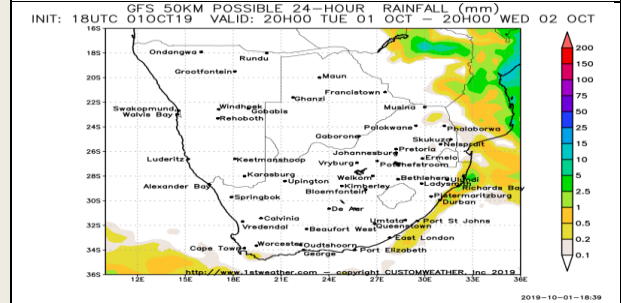 GFS 50KM POSSIBLE 24-HOUR RAINFALL (mm)
INIT: 18UTC 01OCT19 VALID: 20H00 TUE 01 OCT - 20H00 WED 02 OCT
16S
18S
20S
22S
24S
26S
28S
30S
32S
34S
36S
Ondangwa
Rundu
Grootfontein
Maun
Francistown
Ghanzi
Musina
Windhoek
Gobabis
Swakopmund
Walvis Bay
Rehoboth
Polokwane
Phalaborwa
Gaborone
Skukuza
Nelspruit
Pretoria
Johannesburg
Ermelo
Luderitz
Keetmanshoop
Vryburg
Potchefstroom
Karasburg
Upington
Welkom
Bethlehem
Ulundi
Kimberley
Ladysmith
Richards Bay
Alexander Bay
Bloemfontein
Springbok
Pietermaritzburg
Durban
De Aar
Calvinia
Umtata
Port St Johns
Vredendal
Beaufort West
Queenstown
East London
Cape Town
Worcester
Oudtshoorn
George
Port Elizabeth
http://www.1stweather.com - copyright CUSTOMWEATHER, Inc 2019
12E 15E 18E 21E 24E 27E 30E 33E
200
150
100
75
50
25
15
10
5
2.5
1
0.5
0.2
0.1
2019-10-01-18:39